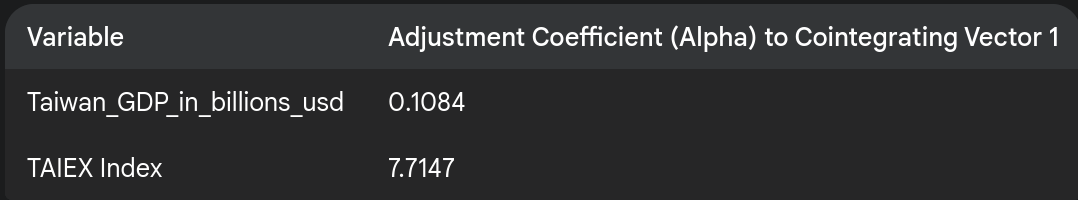 Variable Adjustment Coefficient (Alpha) to Cointegrating Vector 1
Taiwan_GDP_in_billions_usd 0.1084
TAIEX Index 7.7147